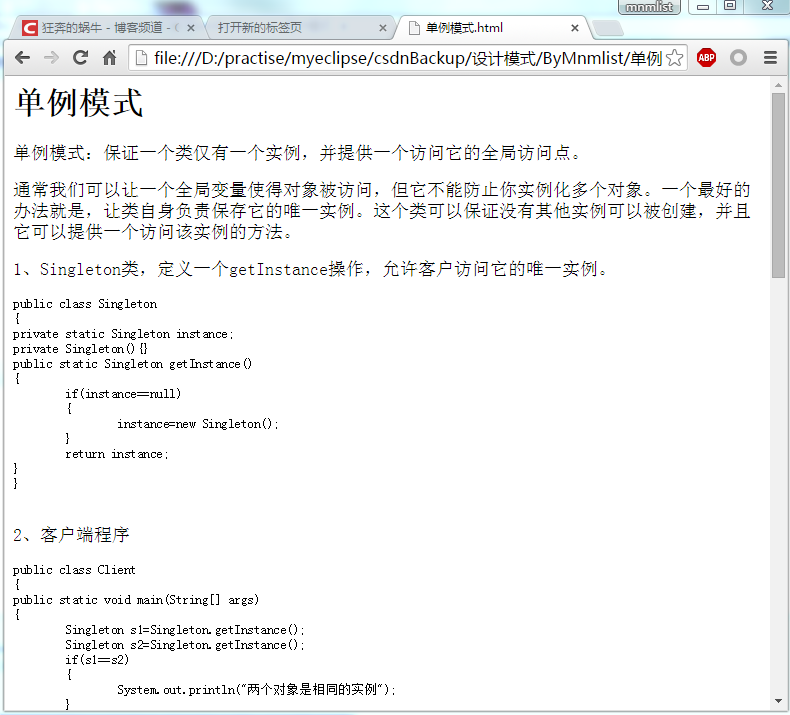 mnmlist
狂奔的蜗牛 - 博客频道 -
打开新的标签页
单例模式.html
file:///D:/practise/myeclipse/csdnBackup/设计模式/ByMnmlist/单例
ABP
单例模式
单例模式：保证一个类仅有一个实例，并提供一个访问它的全局访问点。
通常我们可以让一个全局变量使得对象被访问，但它不能防止你实例化多个对象。一个最好的
办法就是，让类自身负责保存它的唯一实例。这个类可以保证没有其他实例可以被创建，并且
它可以提供一个访问该实例的方法。
1、Singleton类，定义一个getInstance操作，允许客户访问它的唯一实例。
public class Singleton
{
private static Singleton instance;
private Singleton(){}
public static Singleton getInstance()
{
if(instance==null)
{
instance=new Singleton();
}
return instance;
}
}
2、客户端程序
public class Client
{
public static void main(String[] args)
{
Singleton s1=Singleton.getInstance();
Singleton s2=Singleton.getInstance();
if(s1==s2)
{
System.out.println("两个对象是相同的实例");
}